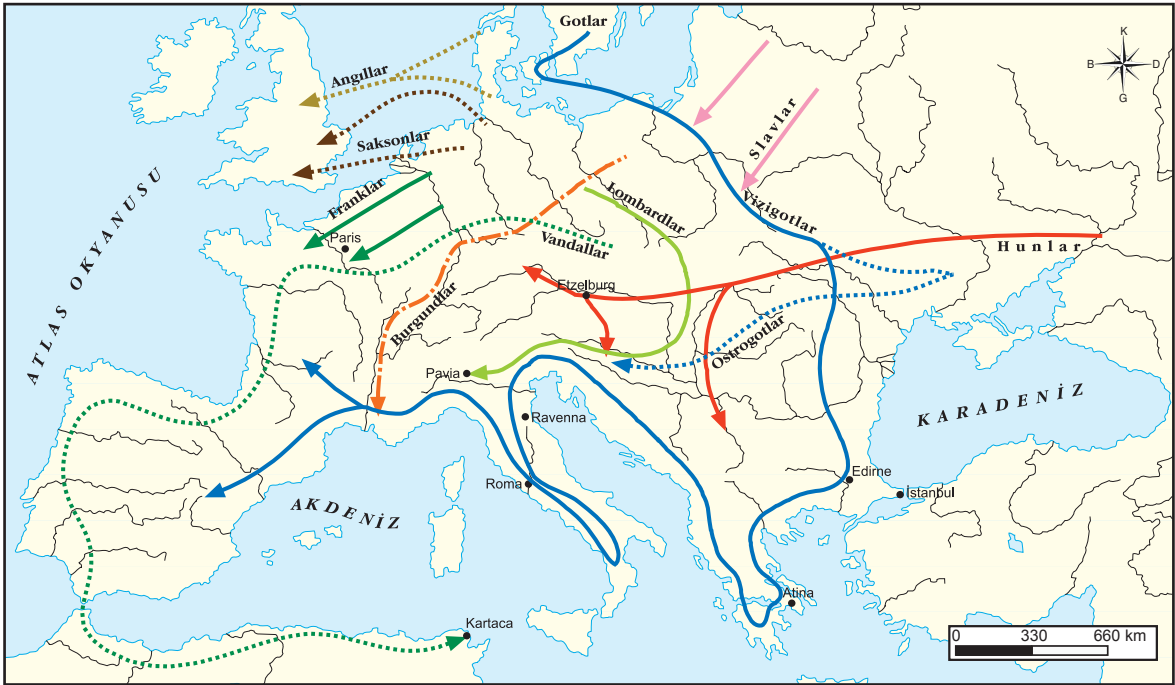 Gotlar
K
B
D
G
Angıllar
Saksonlar
Slavlar
Franklar
Lombardlar
Vizigotlar
Paris
Vandallar
Hunlar
ATLAS OKYANUSU
Etzelburg
Burgundlar
Ostrogotlar
Pavia
KARADENİZ
Ravenna
Edirne
Roma
İstanbul
AKDENİZ
Atina
Kartaca
0 330 660 km